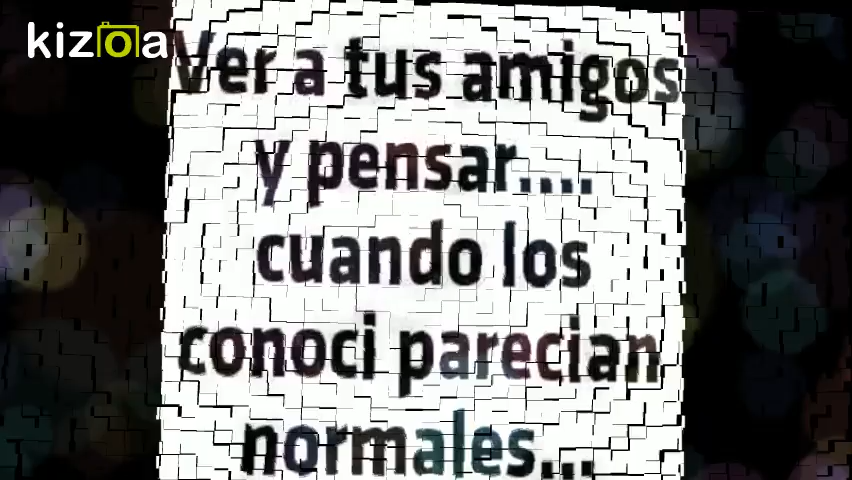 kizoa
Ver a tus amigos
y pensar....
cuando los
conoci parecian
normales...